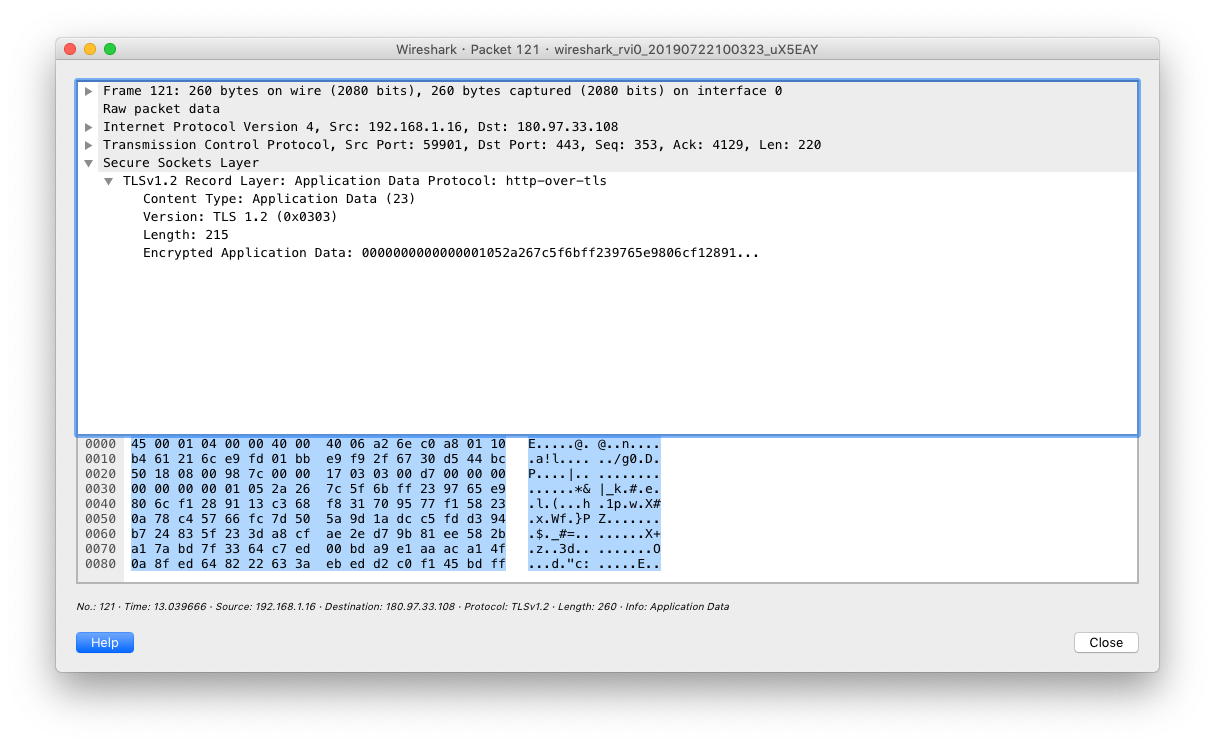 Wireshark · Packet 121 · wireshark_rvi0_20190722100323_uX5EAY
Frame 121: 260 bytes on wire (2080 bits), 260 bytes captured (2080 bits) on interface 0
Raw packet data
Internet Protocol Version 4, Src: 192.168.1.16, Dst: 180.97.33.108
Transmission Control Protocol, Src Port: 59901, Dst Port: 443, Seq: 353, Ack: 4129, Len: 220
Secure Sockets Layer
TLSv1.2 Record Layer: Application Data Protocol: http-over-tls
Content Type: Application Data (23)
Version: TLS 1.2 (0x0303)
Length: 215
Encrypted Application Data: 0000000000000001052a267c5f6bff239765e9806cf12891...
0000 45 00 01 04 00 00 40 00 40 06 a2 6e c0 a8 01 10 E.....@. @..n....
0010 b4 61 21 6c e9 fd 01 bb e9 f9 2f 67 30 d5 44 bc .a!l.... ../g0.D.
0020 50 18 08 00 98 7c 00 00 17 03 03 00 d7 00 00 00 P....|.. ........
0030 00 00 00 00 01 05 2a 26 7c 5f 6b ff 23 97 65 e9 ......*& |_k.#.e.
0040 80 6c f1 28 91 13 c3 68 f8 31 70 95 77 f1 58 23 .l.(...h .1p.w.X#
0050 0a 78 c4 57 66 fc 7d 50 5a 9d 1a dc c5 fd d3 94 .x.Wf.}P Z.......
0060 b7 24 83 5f 23 3d a8 cf ae 2e d7 9b 81 ee 58 2b .$._#=.. ......X+
0070 a1 7a bd 7f 33 64 c7 ed 00 bd a9 e1 aa ac a1 4f .z..3d.. .......O
0080 0a 8f ed 64 82 22 63 3a eb ed d2 c0 f1 45 bd ff ...d."c: .....E..
No.: 121 · Time: 13.039666 · Source: 192.168.1.16 · Destination: 180.97.33.108 · Protocol: TLSv1.2 · Length: 260 · Info: Application Data
Help
Close